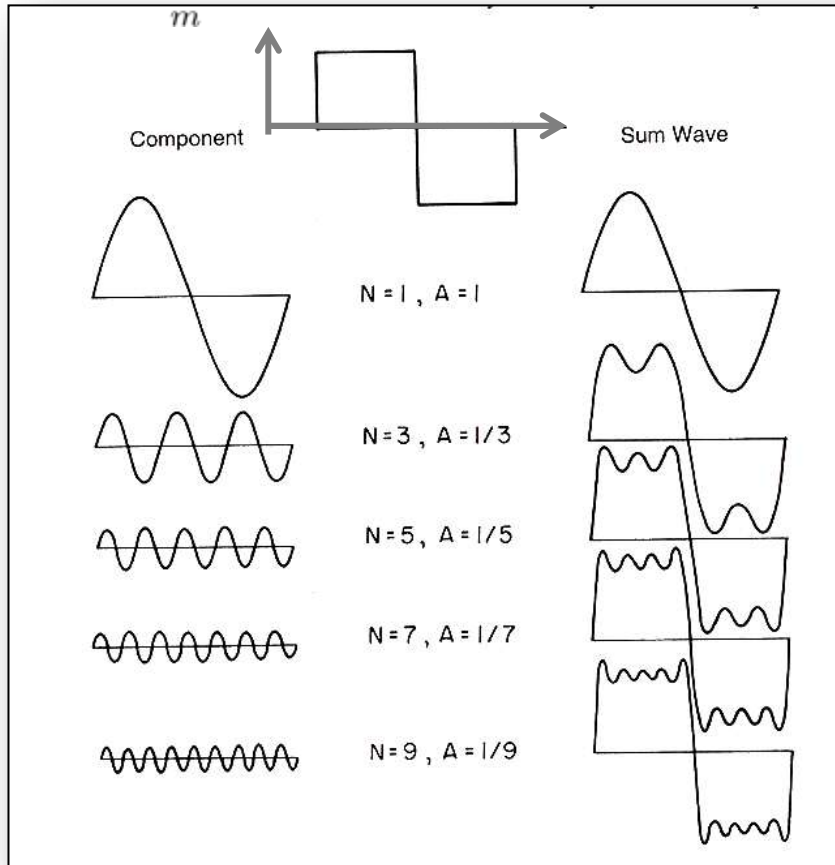 m
Component
Sum Wave
N=1, A=1
N=3, A=1/3
N=5, A=1/5
N=7, A=1/7
N=9, A=1/9